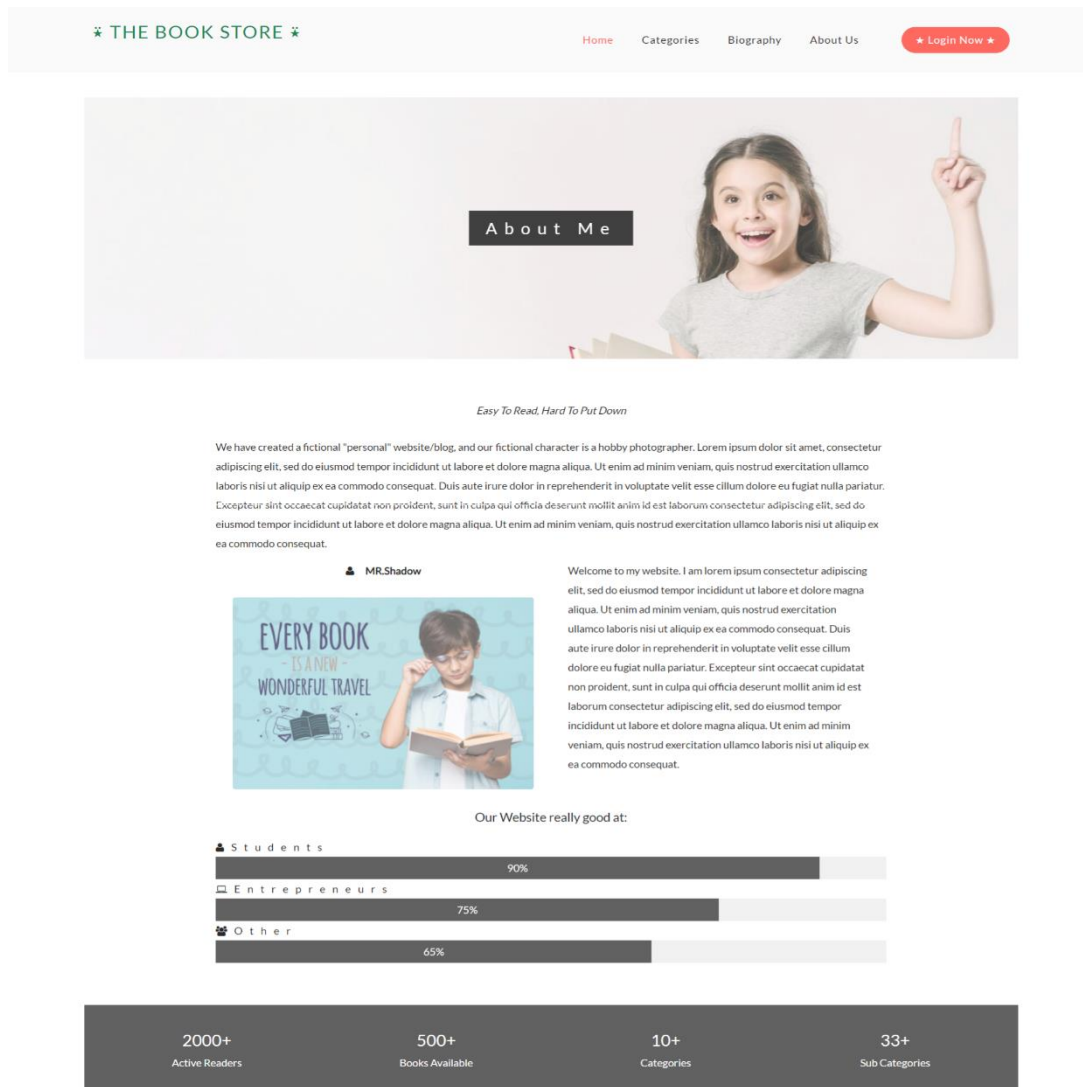 THE BOOK STORE
Home Categories Biography About Us ★ Login Now ★
About Me
Easy To Read, Hard To Put Down
We have created a fictional "personal" website/blog, and our fictional character is a hobby photographer. Lorem ipsum dolor sit amet, consectetur
adipiscing elit, sed do eiusmod tempor incididunt ut labore et dolore magna aliqua. Ut enim ad minim veniam, quis nostrud exercitation ullamco
laboris nisi ut aliquip ex ea commodo consequat. Duis aute irure dolor in reprehenderit in voluptate velit esse cillum dolore eu fugiat nulla pariatur.
Excepteur sint occaecat cupidatat non proident, sunt in culpa qui officia deserunt mollit anim id est laborum consectetur adipiscing elit, sed do
eiusmod tempor incididunt ut labore et dolore magna aliqua. Ut enim ad minim veniam, quis nostrud exercitation ullamco laboris nisi ut aliquip ex
ea commodo consequat.
MR.Shadow
EVERY BOOK
- IS A NEW -
WONDERFUL TRAVEL
Welcome to my website. I am lorem ipsum consectetur adipiscing
elit, sed do eiusmod tempor incididunt ut labore et dolore magna
aliqua. Ut enim ad minim veniam, quis nostrud exercitation
ullamco laboris nisi ut aliquip ex ea commodo consequat. Duis
aute irure dolor in reprehenderit in voluptate velit esse cillum
dolore eu fugiat nulla pariatur. Excepteur sint occaecat cupidatat
non proident, sunt in culpa qui officia deserunt mollit anim id est
laborum consectetur adipiscing elit, sed do eiusmod tempor
incididunt ut labore et dolore magna aliqua. Ut enim ad minim
veniam, quis nostrud exercitation ullamco laboris nisi ut aliquip ex
ea commodo consequat.
Our Website really good at:
Students
90%
Entrepreneurs
75%
Other
65%
2000+ 500+ 10+ 33+
Active Readers Books Available Categories Sub Categories